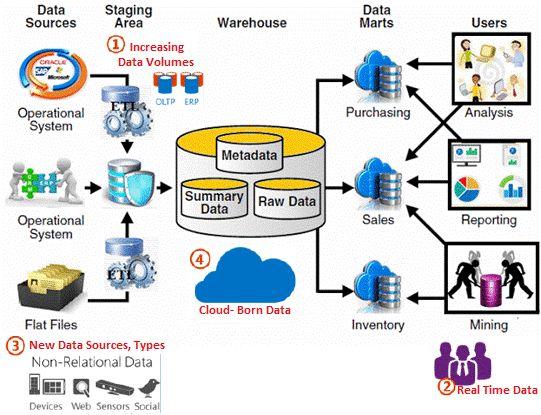 Data
Sources
Staging
Area
Warehouse
Data
Marts
Users
① Increasing
Data Volumes
ORACLE
SAP
Microsoft
OLTP ERP
ETL
Operational
System
Purchasing
Analysis
Metadata
Summary
Data
Raw Data
Operational
System
Sales
Reporting
④
ETL
Cloud- Born Data
Flat Files
Inventory
Mining
③ New Data Sources, Types
Non-Relational Data
Devices Web Sensors Social
② Real Time Data